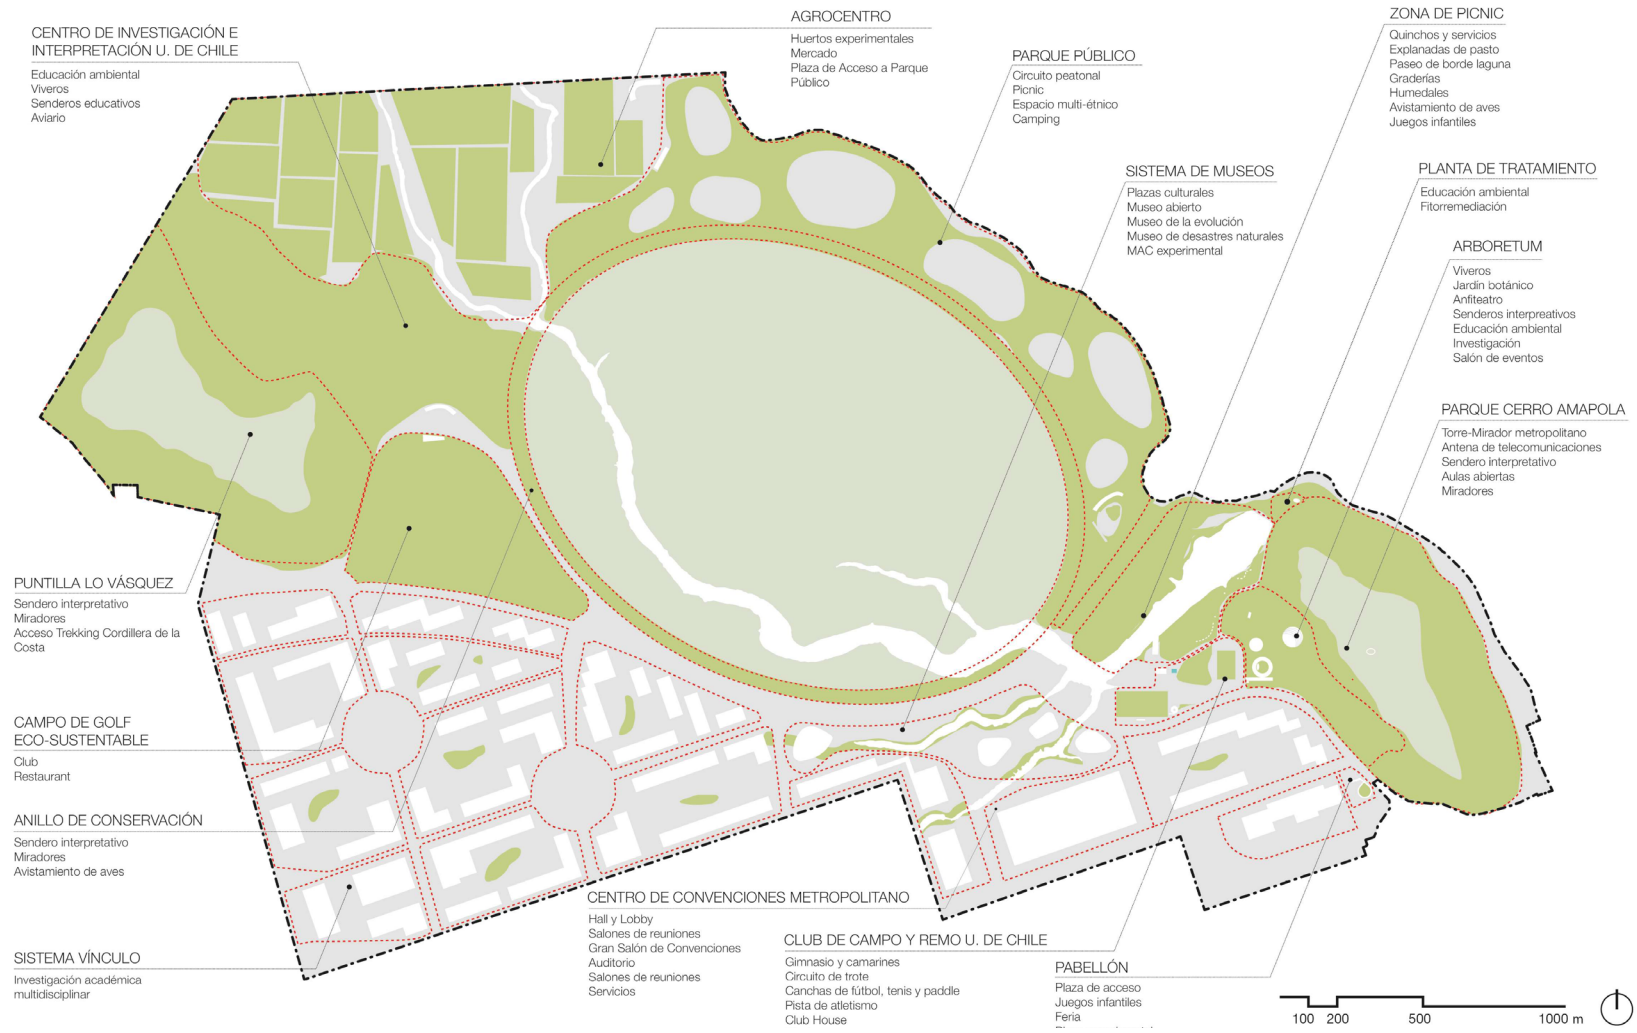 CENTRO DE INVESTIGACIÓN E
INTERPRETACIÓN U. DE CHILE
Educación ambiental
Viveros
Senderos educativos
Aviario
AGROCENTRO
Huertos experimentales
Mercado
Plaza de Acceso a Parque
Público
PARQUE PÚBLICO
Circuito peatonal
Picnic
Espacio multi-étnico
Camping
ZONA DE PICNIC
Quinchos y servicios
Explanadas de pasto
Paseo de borde laguna
Graderías
Humedales
Avistamiento de aves
Juegos infantiles
SISTEMA DE MUSEOS
Plazas culturales
Museo abierto
Museo de la evolución
Museo de desastres naturales
MAC experimental
PLANTA DE TRATAMIENTO
Educación ambiental
Fitorremediación
ARBORETUM
Viveros
Jardín botánico
Anfiteatro
Senderos interpreativos
Educación ambiental
Investigación
Salón de eventos
PARQUE CERRO AMAPOLA
Torre-Mirador metropolitano
Antena de telecomunicaciones
Sendero interpretativo
Aulas abiertas
Miradores
PUNTILLA LO VÁSQUEZ
Sendero interpretativo
Miradores
Acceso Trekking Cordillera de la
Costa
CAMPO DE GOLF
ECO-SUSTENTABLE
Club
Restaurant
ANILLO DE CONSERVACIÓN
Sendero interpretativo
Miradores
Avistamiento de aves
SISTEMA VÍNCULO
Investigación académica
multidisciplinar
CENTRO DE CONVENCIONES METROPOLITANO
Hall y Lobby
Salones de reuniones
Gran Salón de Convenciones
Auditorio
Salones de reuniones
Servicios
CLUB DE CAMPO Y REMO U. DE CHILE
Gimnasio y camarines
Circuito de trote
Canchas de fútbol, tenis y paddle
Pista de atletismo
Club House
PABELLÓN
Plaza de acceso
Juegos infantiles
Feria
100 200 500 1000 m